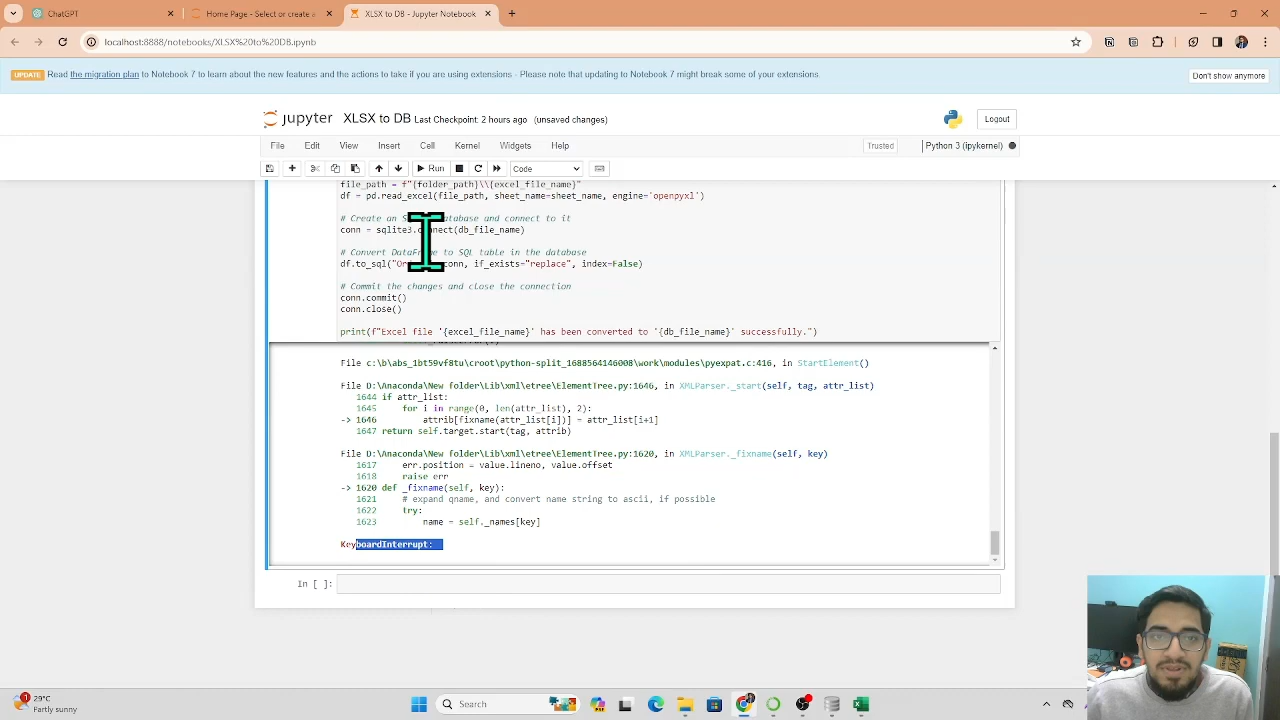 ChatGPT
Home Page - Select or create a
XLSX to DB - Jupyter Notebook
localhost:8888/notebooks/XLSX%20to%20DB.ipynb
UPDATE Read the migration plan to Notebook 7 to learn about the new features and the actions to take if you are using extensions - Please note that updating to Notebook 7 might break some of your extensions.
Don't show anymore
jupyter XLSX to DB Last Checkpoint: 2 hours ago (unsaved changes)
Logout
File Edit View Insert Cell Kernel Widgets Help
Trusted
Python 3 (ipykernel)
Run
Code
file_path = f"{folder_path}\\{excel_file_name}"
df = pd.read_excel(file_path, sheet_name=sheet_name, engine='openpyxl')
# Create an database and connect to it
conn = sqlite3.connect(db_file_name)
# Convert DataFrame to SQL table in the database
df.to_sql(" conn, if_exists="replace", index=False)
# Commit the changes and close the connection
conn.commit()
conn.close()
print(f"Excel file '{excel_file_name}' has been converted to '{db_file_name}' successfully.")
File c:\b\abs_1bt59vf8tu\croot\python-split_1688564146008\work\modules\pyexpat.c:416, in StartElement()
File D:\Anaconda\New folder\Lib\xml\etree\ElementTree.py:1646, in XMLParser._start(self, tag, attr_list)
1644 if attr_list:
1645 for i in range(0, len(attr_list), 2):
-> 1646 attrib[fixname(attr_list[i])] = attr_list[i+1]
1647 return self.target.start(tag, attrib)
File D:\Anaconda\New folder\Lib\xml\etree\ElementTree.py:1620, in XMLParser._fixname(self, key)
1617 err.position = value.lineno, value.offset
1618 raise err
-> 1620 def _fixname(self, key):
1621 # expand qname, and convert name string to ascii, if possible
1622 try:
1623 name = self._names[key]
KeyboardInterrupt:
In [ ]:
1
29°C
Partly sunny
Search